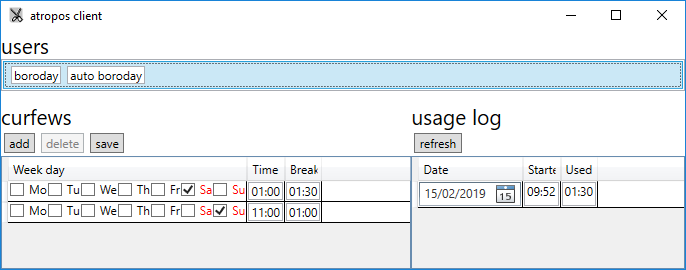 atropos client
users
boroday auto boroday
curfews
add delete save
Week day Time Break
Mo Tu We Th Fr Sa Su 01:00 01:30
Mo Tu We Th Fr Sa Su 11:00 01:00
usage log
refresh
Date Starte Used
15/02/2019 15 09:52 01:30